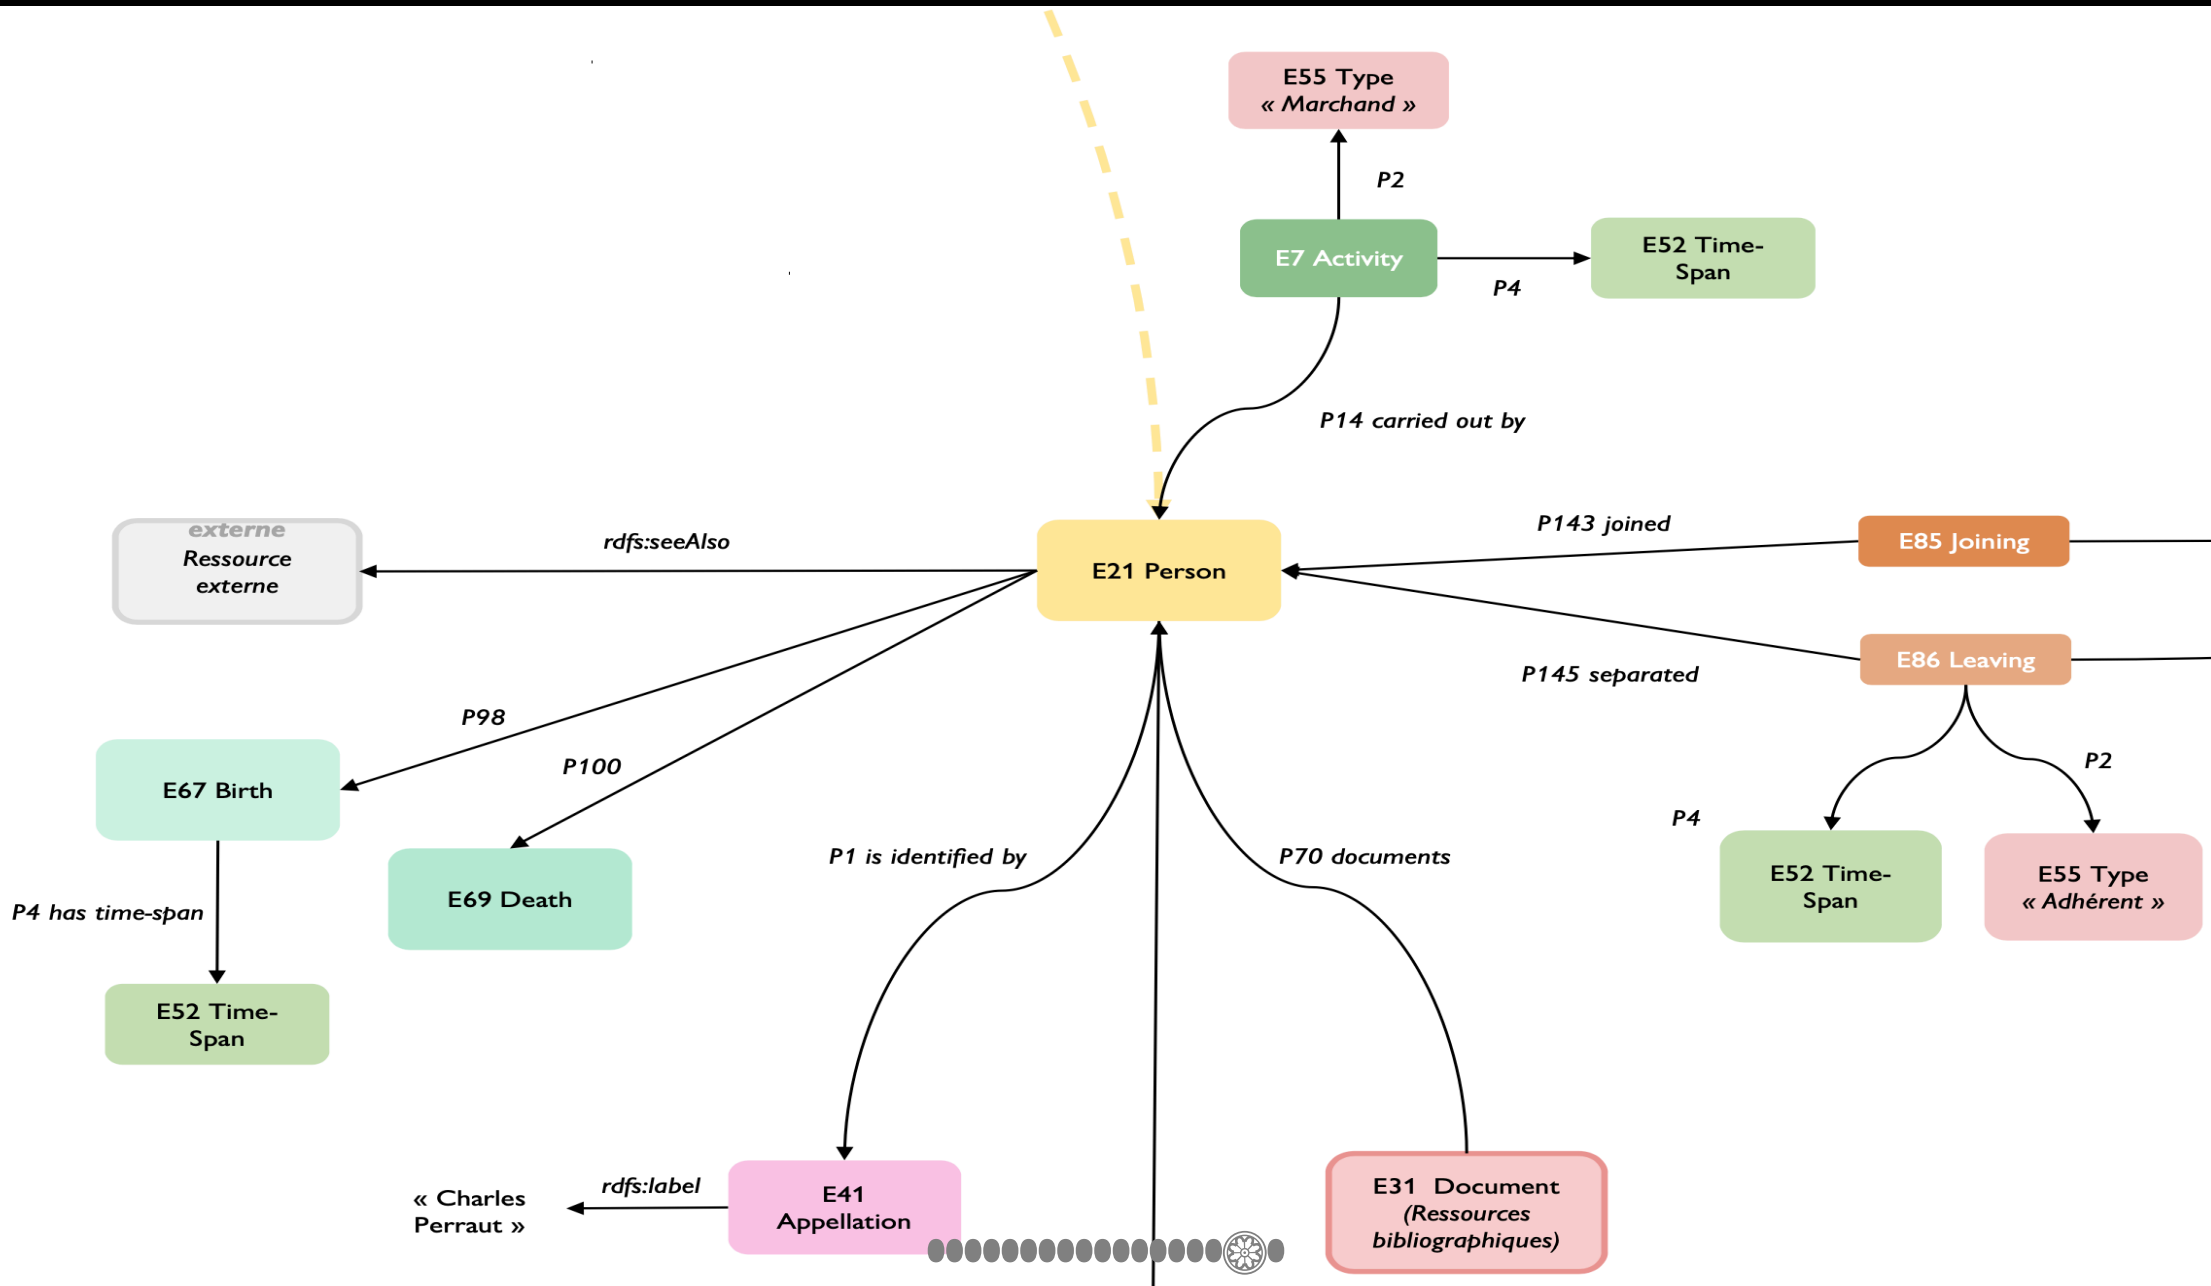 E55 Type
« Marchand »
P2
E7 Activity
E52 Time-
Span
P4
P14 carried out by
externe
Ressource
externe
rdfs:seeAlso
E21 Person
P143 joined
E85 Joining
P145 separated
E86 Leaving
P98
P100
E67 Birth
P4 has time-span
E52 Time-
Span
E69 Death
P1 is identified by
P70 documents
P4
P2
E52 Time-
Span
E55 Type
« Adhérent »
« Charles
Perraut »
rdfs:label
E41
Appellation
E31 Document
(Ressources
bibliographiques)